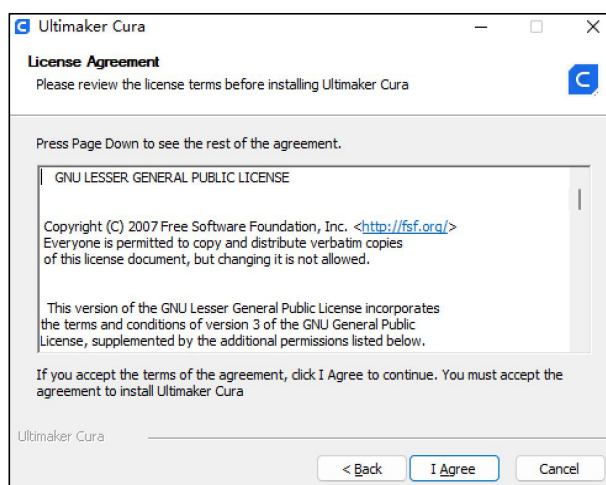 Ultimaker Cura
License Agreement
Please review the license terms before installing Ultimaker Cura
Press Page Down to see the rest of the agreement.
GNU LESSER GENERAL PUBLIC LICENSE
Copyright (C) 2007 Free Software Foundation, Inc. <http://fsf.org/>
Everyone is permitted to copy and distribute verbatim copies
of this license document, but changing it is not allowed.
This version of the GNU Lesser General Public License incorporates
the terms and conditions of version 3 of the GNU General Public
License, supplemented by the additional permissions listed below.
If you accept the terms of the agreement, click I Agree to continue. You must accept the
agreement to install Ultimaker Cura
Ultimaker Cura
< Back
I Agree
Cancel